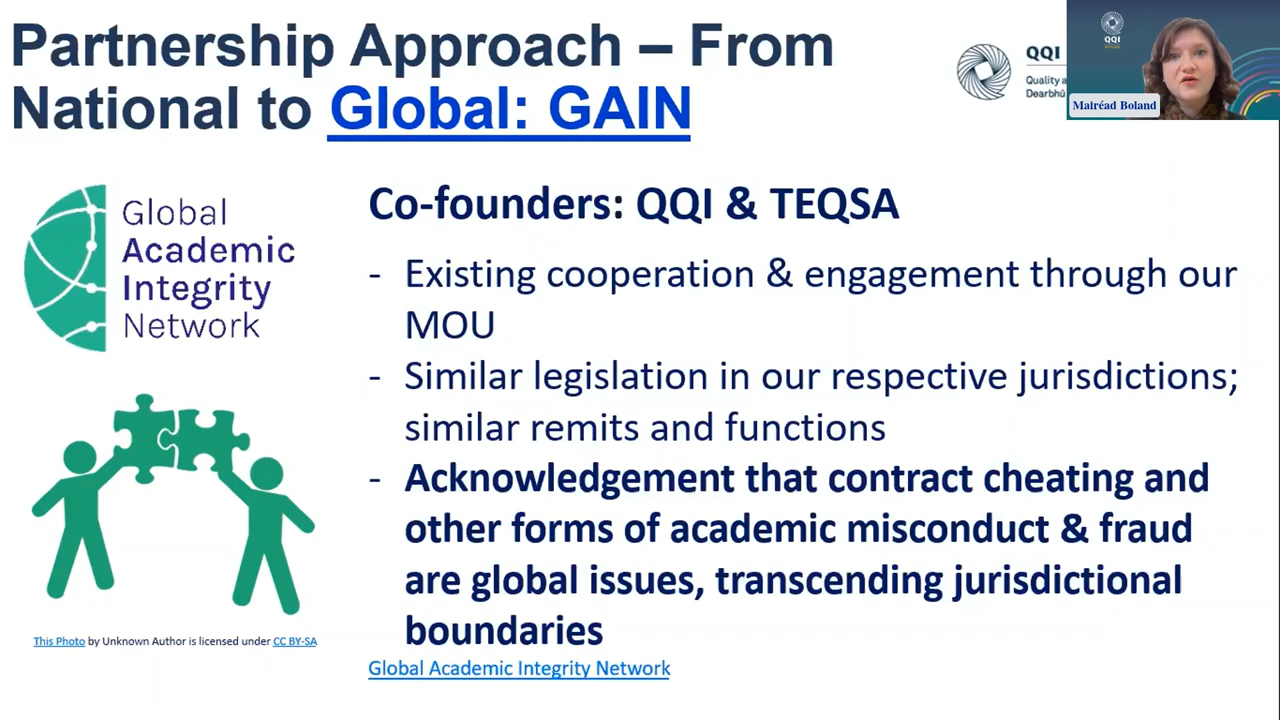 Partnership Approach – From
National to Global: GAIN
QQI
Quality a
Dearbhú
QQI
Mairéad Boland
Global
Academic
Integrity
Network
Co-founders: QQI & TEQSA
- Existing cooperation & engagement through our
MOU
- Similar legislation in our respective jurisdictions;
similar remits and functions
- Acknowledgement that contract cheating and
other forms of academic misconduct & fraud
are global issues, transcending jurisdictional
boundaries
This Photo by Unknown Author is licensed under CC BY-SA
Global Academic Integrity Network